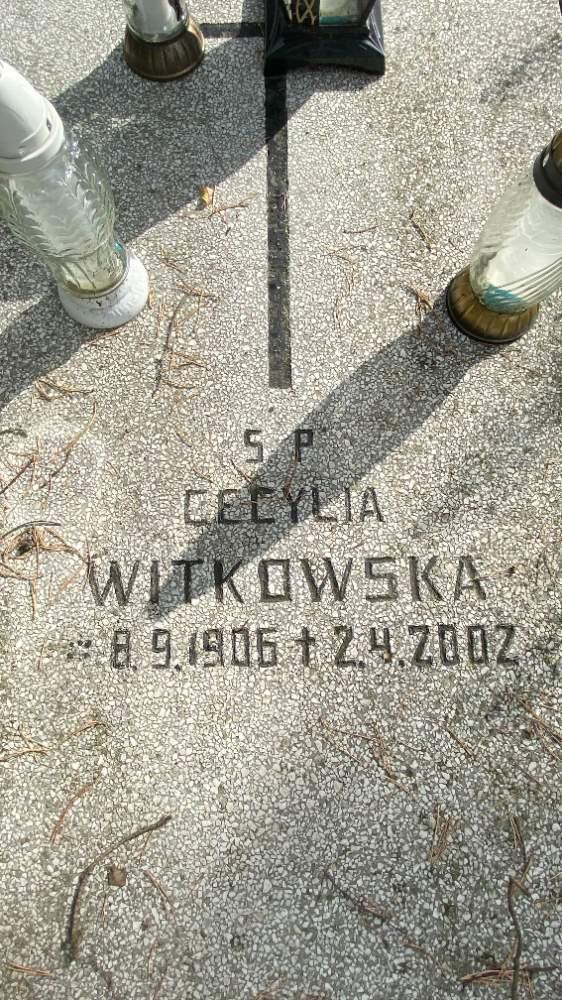 S P
CECYLIA
WITKOWSKA
* 8.9.1906 † 2.4.2002